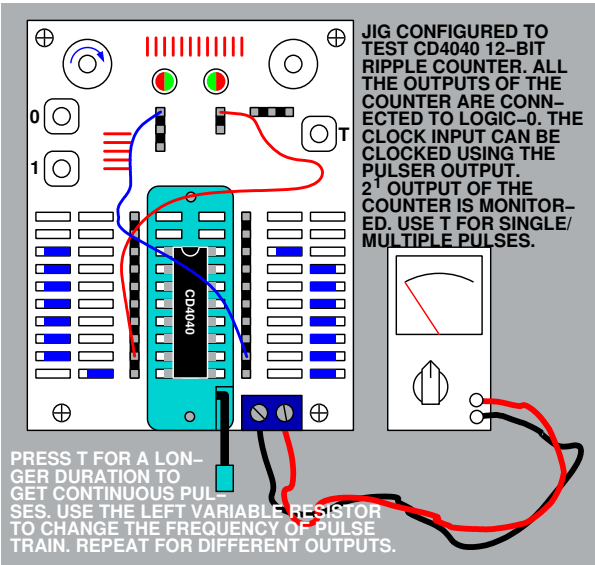 JIG CONFIGURED TO
TEST CD4040 12–BIT
RIPPLE COUNTER. ALL
THE OUTPUTS OF THE
COUNTER ARE CONN–
ECTED TO LOGIC–0. THE
CLOCK INPUT CAN BE
CLOCKED USING THE
PULSER OUTPUT.
2¹ OUTPUT OF THE
COUNTER IS MONITOR–
ED. USE T FOR SINGLE/
MULTIPLE PULSES.
0
1
T
CD4040
PRESS T FOR A LON–
GER DURATION TO
GET CONTINUOUS PUL–
SES. USE THE LEFT VARIABLE RESISTOR
TO CHANGE THE FREQUENCY OF PULSE
TRAIN. REPEAT FOR DIFFERENT OUTPUTS.